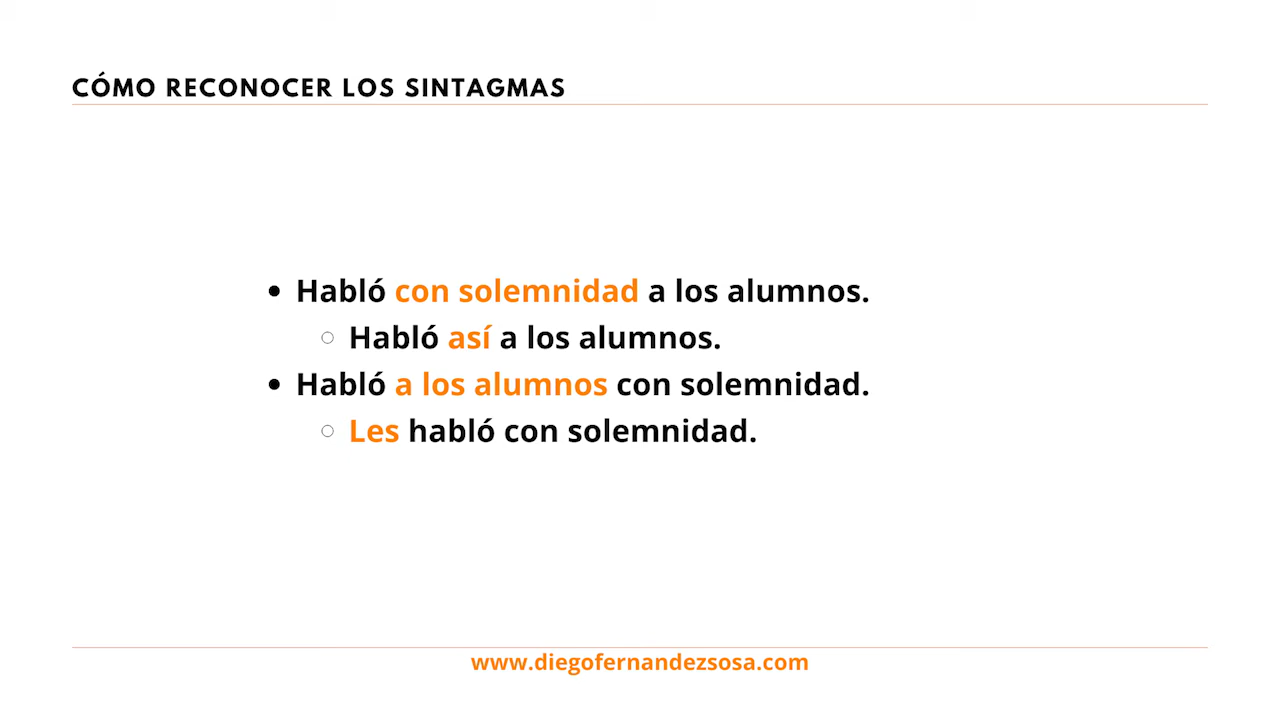 CÓMO RECONOCER LOS SINTAGMAS
• Habló con solemnidad a los alumnos.
○ Habló así a los alumnos.
• Habló a los alumnos con solemnidad.
○ Les habló con solemnidad.
www.diegofernandezsosa.com